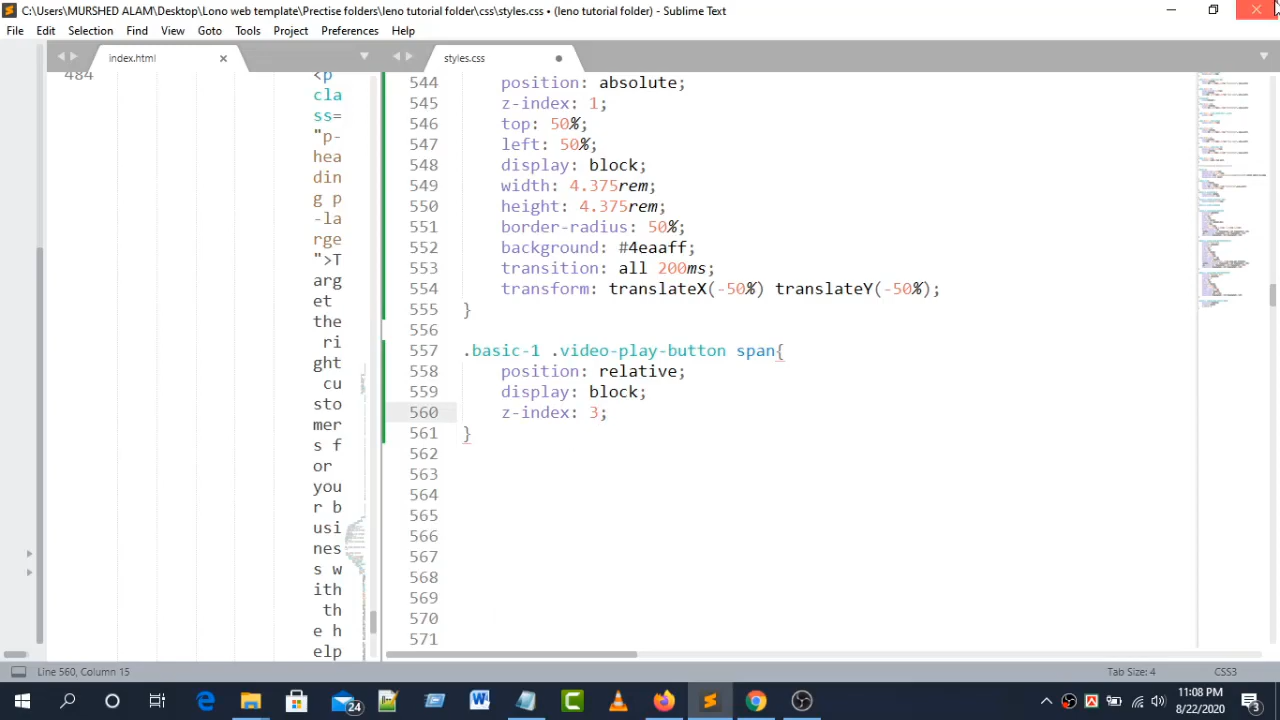 C:\Users\MURSHED ALAM\Desktop\Lono web template\Prectise folders\leno tutorial folder\css\styles.css • (leno tutorial folder) - Sublime Text
File Edit Selection Find View Goto Tools Project Preferences Help
index.html
styles.css
484
<p
cla
ss=
"p-
hea
din
g p
-la
rge
">T
arg
et
the
ri
ght
cu
sto
mer
s f
or
you
r b
usi
nes
s w
ith
th
e h
elp
544 position: absolute;
545 z-index: 1;
546 top: 50%;
547 left: 50%;
548 display: block;
549 width: 4.375rem;
550 height: 4.375rem;
551 border-radius: 50%;
552 background: #4eaaff;
553 transition: all 200ms;
554 transform: translateX(-50%) translateY(-50%);
555 }
556
557 .basic-1 .video-play-button span{
558 position: relative;
559 display: block;
560 z-index: 3;
561 }
562
563
564
565
566
567
568
569
570
571
Line 560, Column 15
Tab Size: 4
CSS3
24
11:08 PM
8/22/2020
3